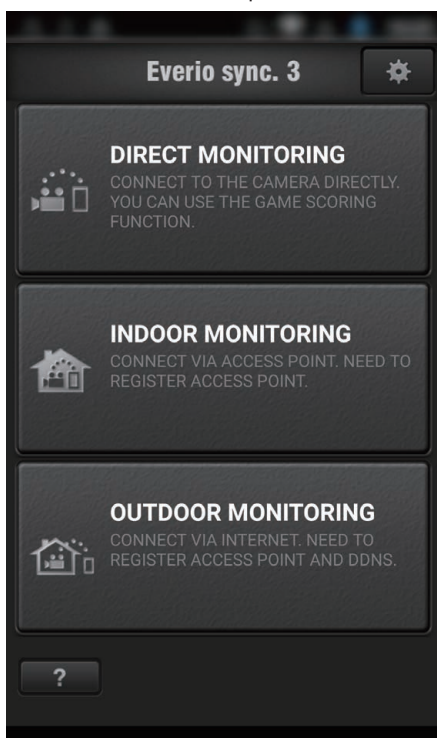 Everio sync. 3
DIRECT MONITORING
CONNECT TO THE CAMERA DIRECTLY.
YOU CAN USE THE GAME SCORING
FUNCTION.
INDOOR MONITORING
CONNECT VIA ACCESS POINT. NEED TO
REGISTER ACCESS POINT.
OUTDOOR MONITORING
CONNECT VIA INTERNET. NEED TO
REGISTER ACCESS POINT AND DDNS.
?